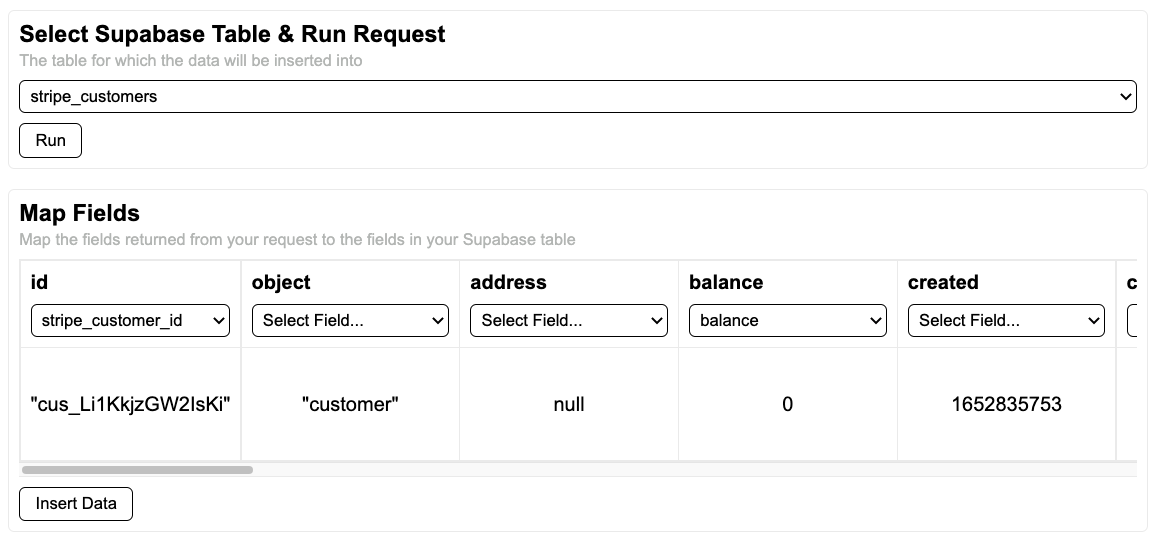 Select Supabase Table & Run Request
The table for which the data will be inserted into
stripe_customers
Run
Map Fields
Map the fields returned from your request to the fields in your Supabase table
id object address balance created c
stripe_customer_id Select Field... Select Field... balance Select Field...
"cus_Li1KkjzGW2IsKi" "customer" null 0 1652835753
Insert Data